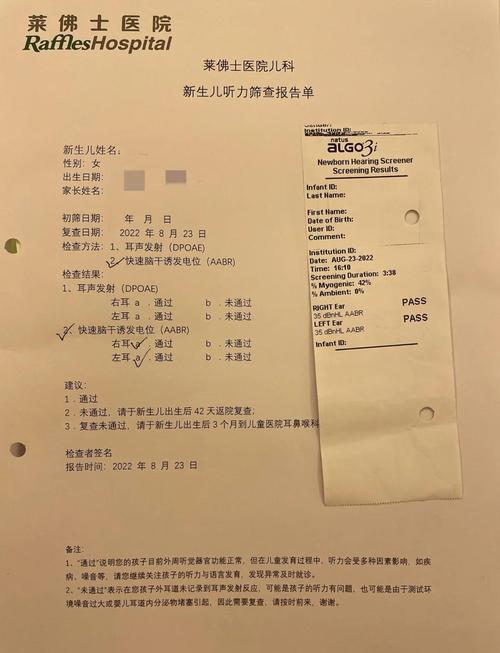 莱佛士医院
RafflesHospital
莱佛士医院儿科
新生儿听力筛查报告单
新生儿姓名:
性别: 女
出生日期:
家长姓名:
初筛日期: 年 月 日
复查日期: 2022 年 8 月 23 日
检查方法: 1、耳声发射(DPOAE)
2、快速脑干诱发电位(AABR)
检查结果:
1、耳声发射(DPOAE)
右耳 a . 通过 b . 未通过
左耳 a . 通过 b . 未通过
2、快速脑干诱发电位(AABR)
右耳 a . 通过 b . 未通过
左耳 a . 通过 b . 未通过
建议:
1 . 通过
2 . 未通过, 请于新生儿出生后 42 天返院复查;
3 . 复查未通过, 请于新生儿出生后 3 个月到儿童医院耳鼻喉科
检查者签名
报告时间: 2022 年 8 月 23 日
Institution ID:
natus
ALGO3i
Newborn Hearing Screener
Screening Results
Infant ID:
Last Name:
First Name:
Date of Birth:
User ID:
Comment:
Institution ID:
Date: AUG-23-2022
Time: 16:10
Screening Duration: 3:38
% Myogenic: 42%
% Ambient: 0%
RIGHT Ear PASS
35 dBnHL AABR
LEFT Ear PASS
35 dBnHL AABR
Infant ID:
备注:
1、“通过”说明您的孩子目前外周听觉器官功能正常, 但在儿童发育过程中, 听力会受多种因素影响, 如疾
病、噪音等, 请您继续关注孩子的听力与语言发育, 发现异常及时就诊。
2、“未通过”表示在您孩子外耳道未记录到耳声发射反应, 可能是孩子的听力有问题, 也可能是由于测试环
境噪音过大或婴儿耳道内分泌物堵塞引起, 因此需要复查, 请按时前来, 谢谢。